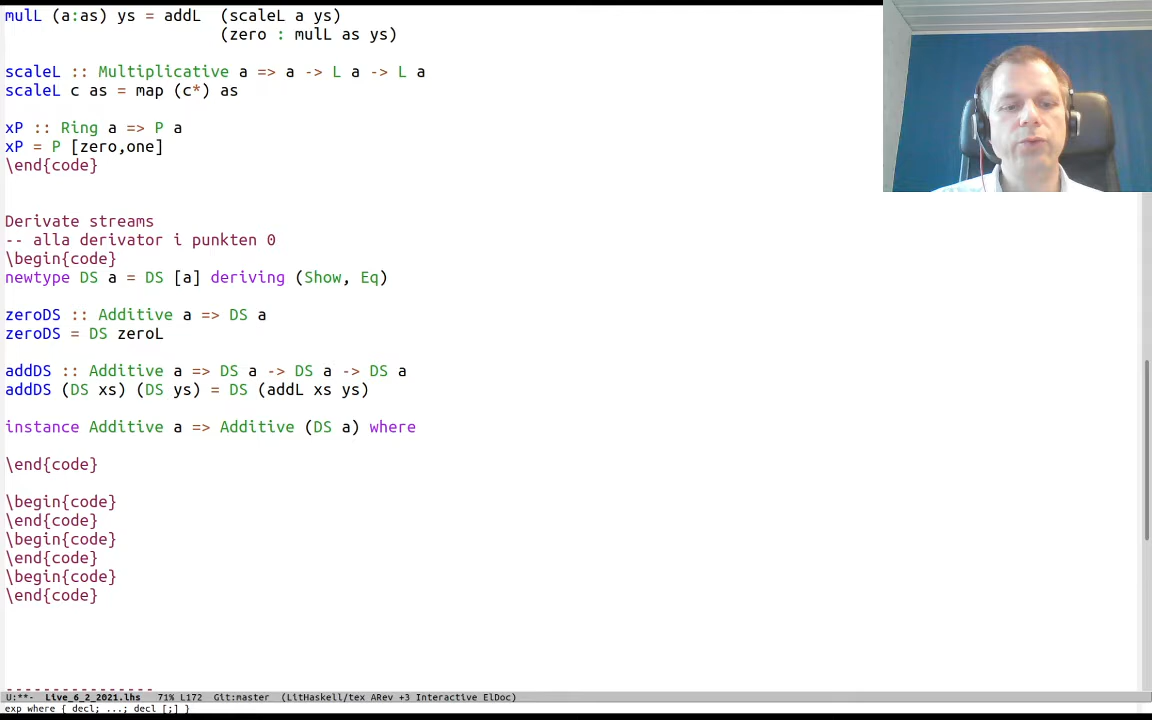 mulL (a:as) ys = addL  (scaleL a ys)
                       (zero : mulL as ys)
scaleL :: Multiplicative a => a -> L a -> L a
scaleL c as = map (c*) as
xP :: Ring a => P a
xP = P [zero,one]
\end{code}
Derivate streams
-- alla derivator i punkten 0
\begin{code}
newtype DS a = DS [a] deriving (Show, Eq)
zeroDS :: Additive a => DS a
zeroDS = DS zeroL
addDS :: Additive a => DS a -> DS a -> DS a
addDS (DS xs) (DS ys) = DS (addL xs ys)
instance Additive a => Additive (DS a) where
\end{code}
\begin{code}
\end{code}
\begin{code}
\end{code}
\begin{code}
\end{code}
----------------
U:**-  Live_6_2_2021.lhs   71% L172  Git:master  (LitHaskell/tex ARev +3 Interactive ElDoc)
exp where { decl; ...; decl [;] }